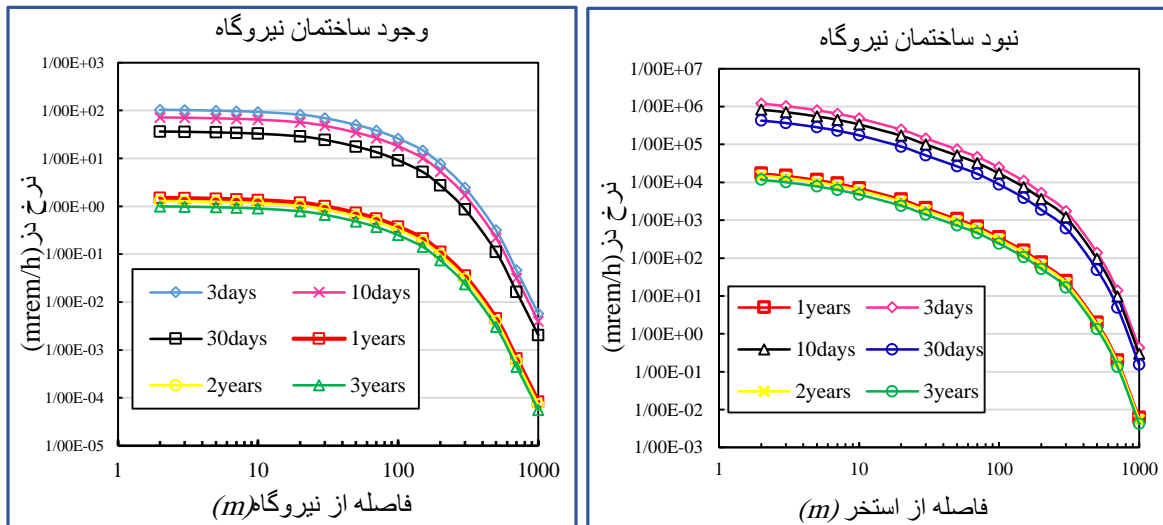 وجود ساختمان نیروگاه
1/00E+03
1/00E+02
1/00E+01
1/00E+00
1/00E-01
1/00E-02
1/00E-03
1/00E-04
1/00E-05
نرخ دز (mrem/h)
3days
10days
30days
1years
2years
3years
1
10
100
1000
فاصله از نیروگاه (m)
نبود ساختمان نیروگاه
1/00E+07
1/00E+06
1/00E+05
1/00E+04
1/00E+03
1/00E+02
1/00E+01
1/00E+00
1/00E-01
1/00E-02
1/00E-03
نرخ دز (mrem/h)
1years
3days
10days
30days
2years
3years
1
10
100
1000
فاصله از استخر (m)